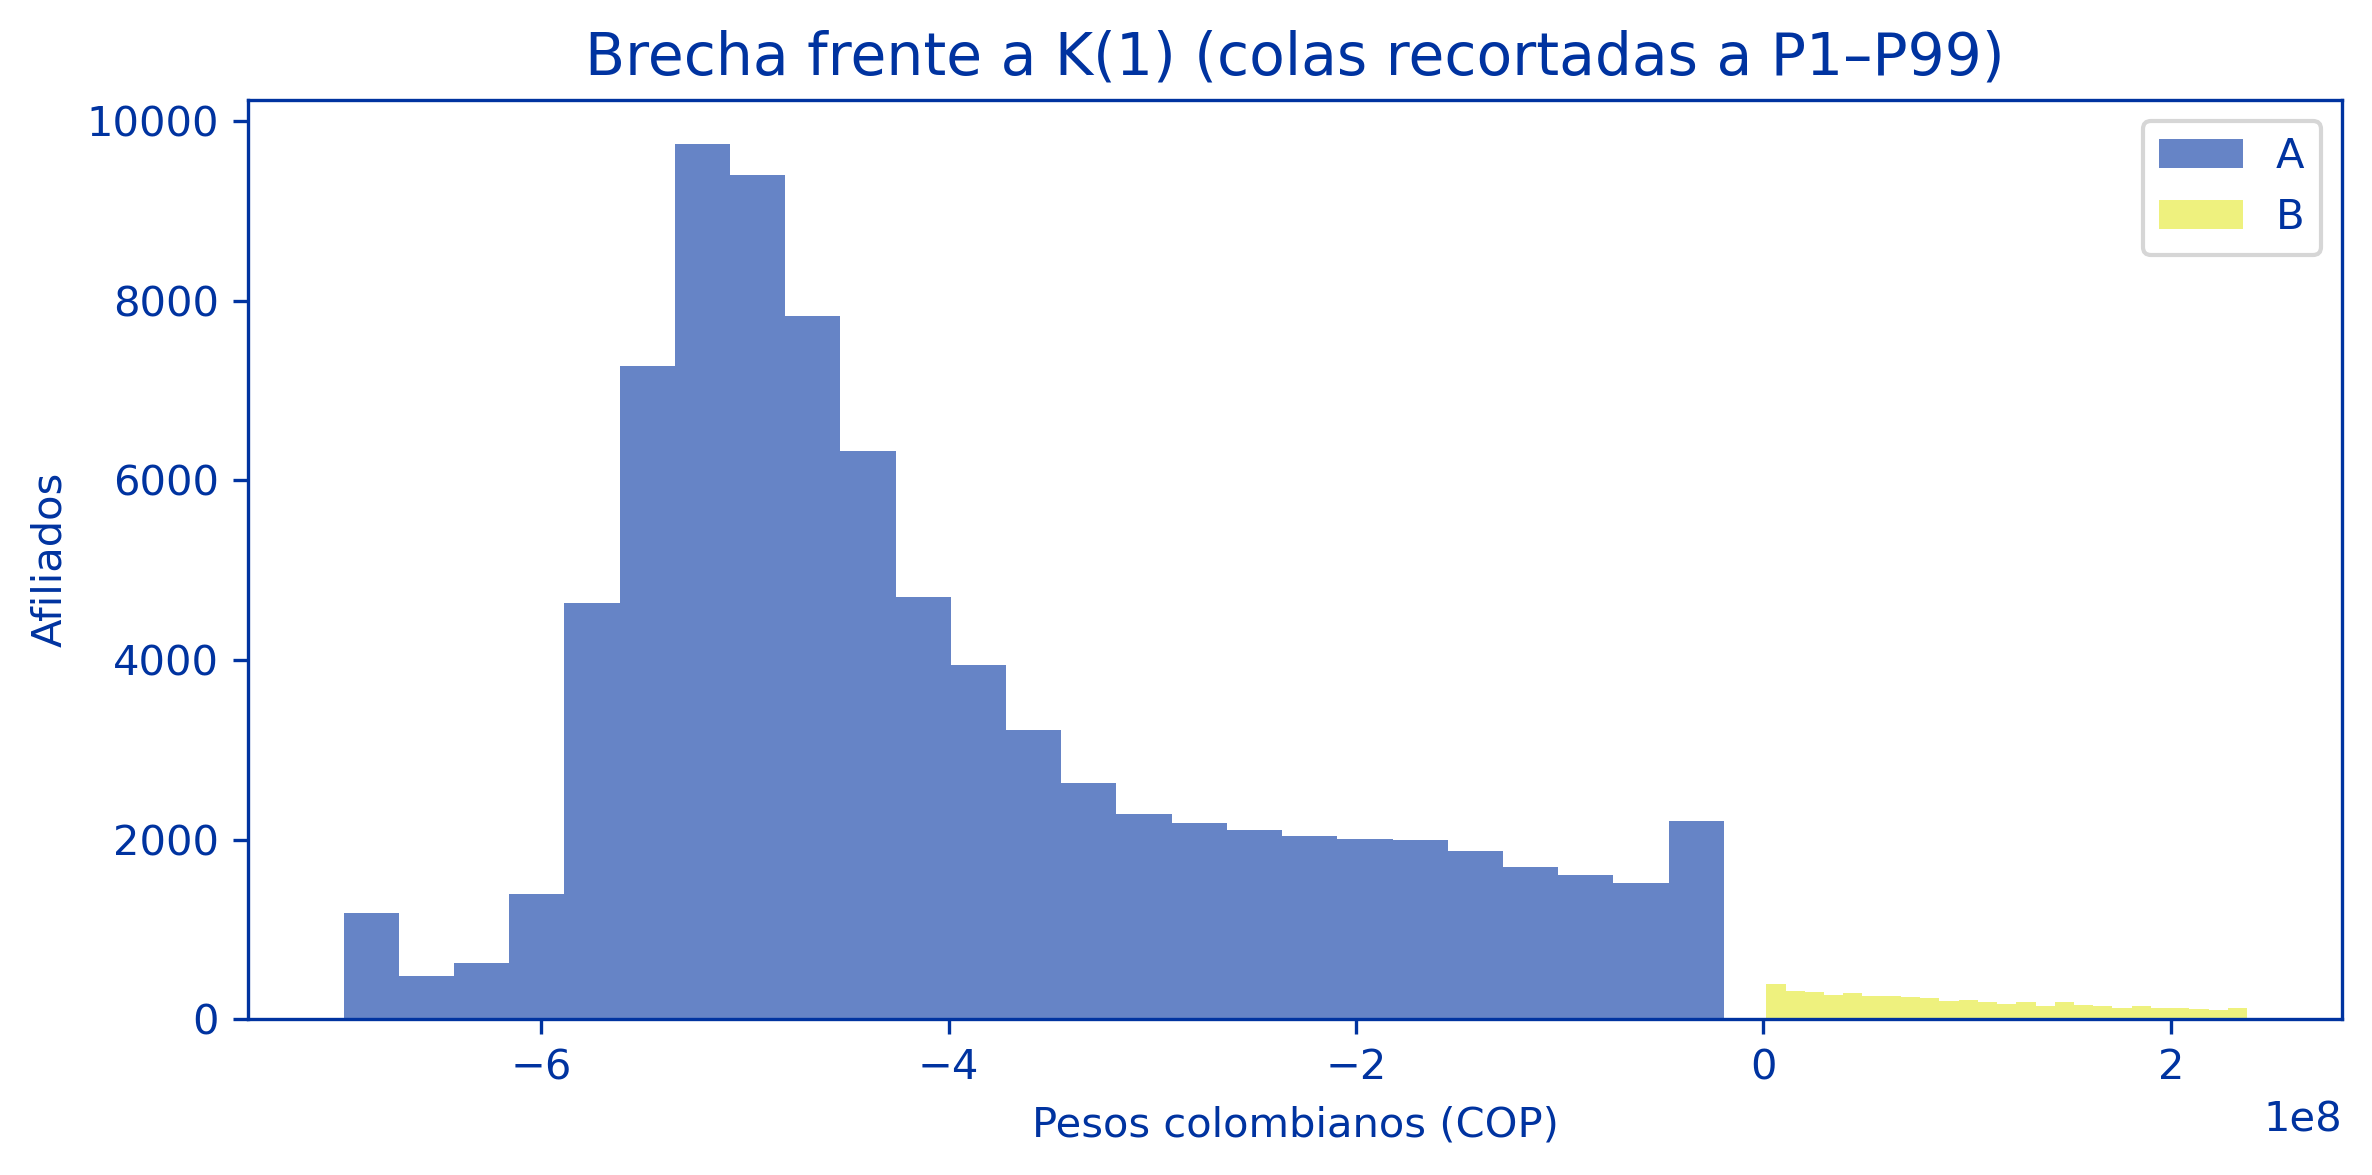 Brecha frente a K(1) (colas recortadas a P1–P99)
10000
8000
6000
4000
2000
0
Afiliados
A
B
−6
−4
−2
0
2
1e8
Pesos colombianos (COP)